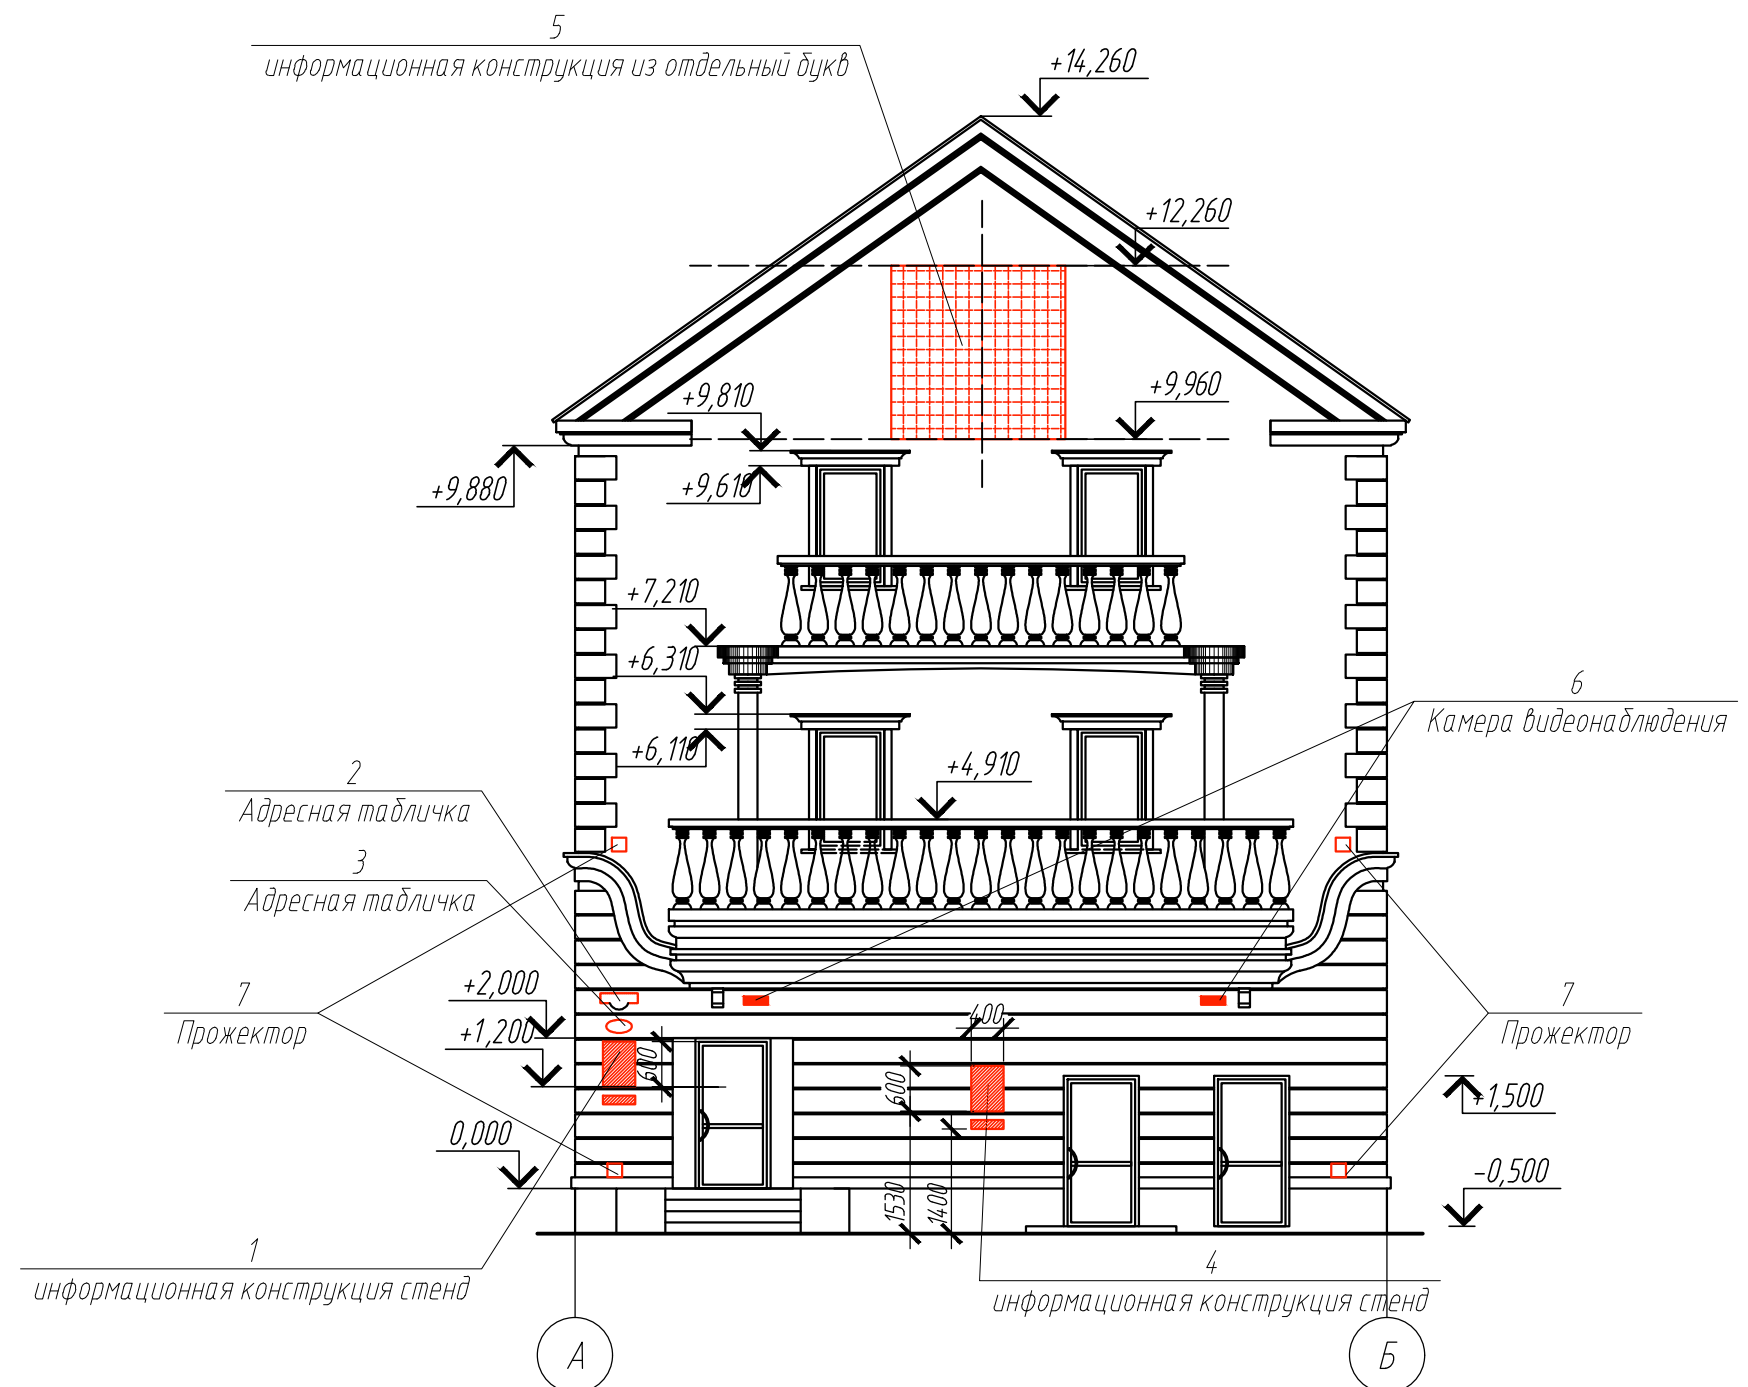 5
информационная конструкция из отдельный букв
+14,260
+12,260
+9,810
+9,960
+9,880
+9,610
+7,210
+6,310
6
Камера видеонаблюдения
+6,110
+4,910
2
Адресная табличка
3
Адресная табличка
7
Прожектор
+2,000
+1,200
600
400
600
7
Прожектор
+1,500
0,000
-0,500
1530
1400
1
информационная конструкция стенд
4
информационная конструкция стенд
А
Б